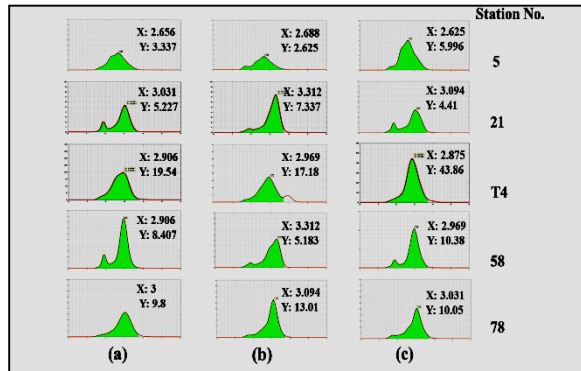 Station No.
X: 2.656
Y: 3.337
X: 2.688
Y: 2.625
X: 2.625
Y: 5.996
5
X: 3.031
Y: 5.227
X: 3.312
Y: 7.337
X: 3.094
Y: 4.41
21
X: 2.906
Y: 19.54
X: 2.969
Y: 17.18
X: 2.875
Y: 43.86
T4
X: 2.906
Y: 8.407
X: 3.312
Y: 5.183
X: 2.969
Y: 10.38
58
X: 3
Y: 9.8
X: 3.094
Y: 13.01
X: 3.031
Y: 10.05
78
(a)
(b)
(c)